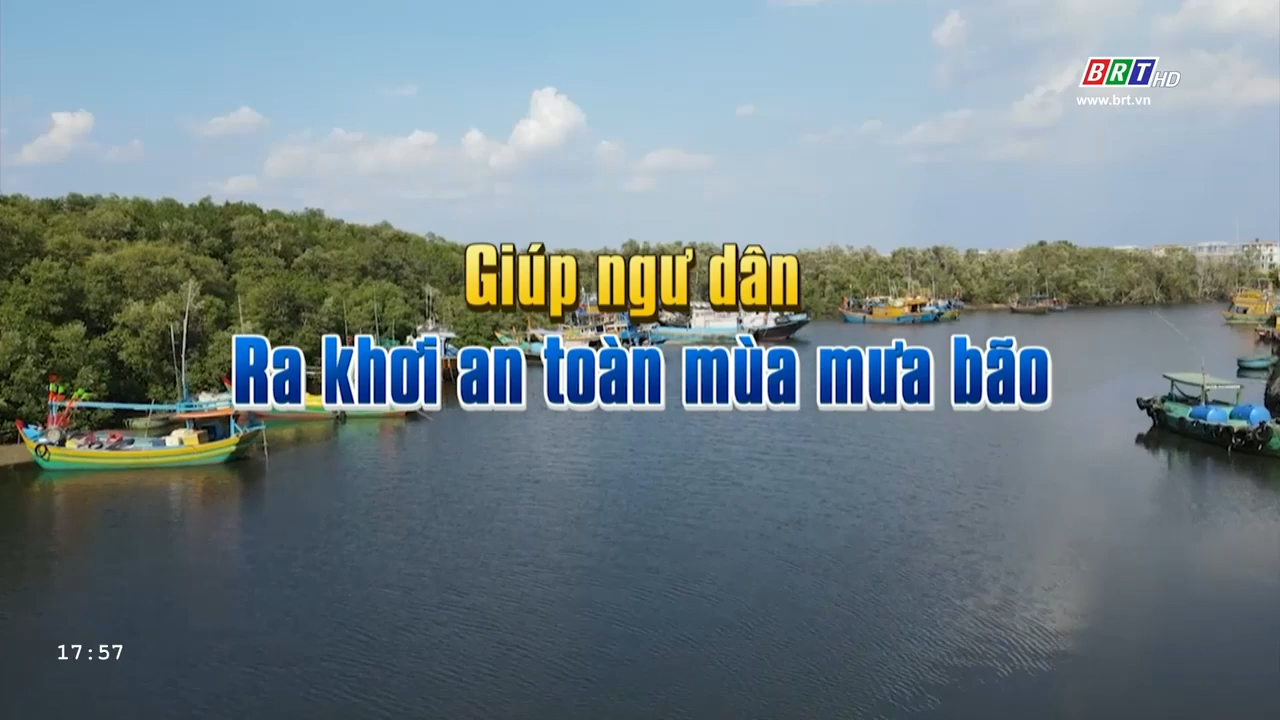 BRT HD
www.brt.vn
Giúp ngư dân
Ra khơi an toàn mùa mưa bão
17:57